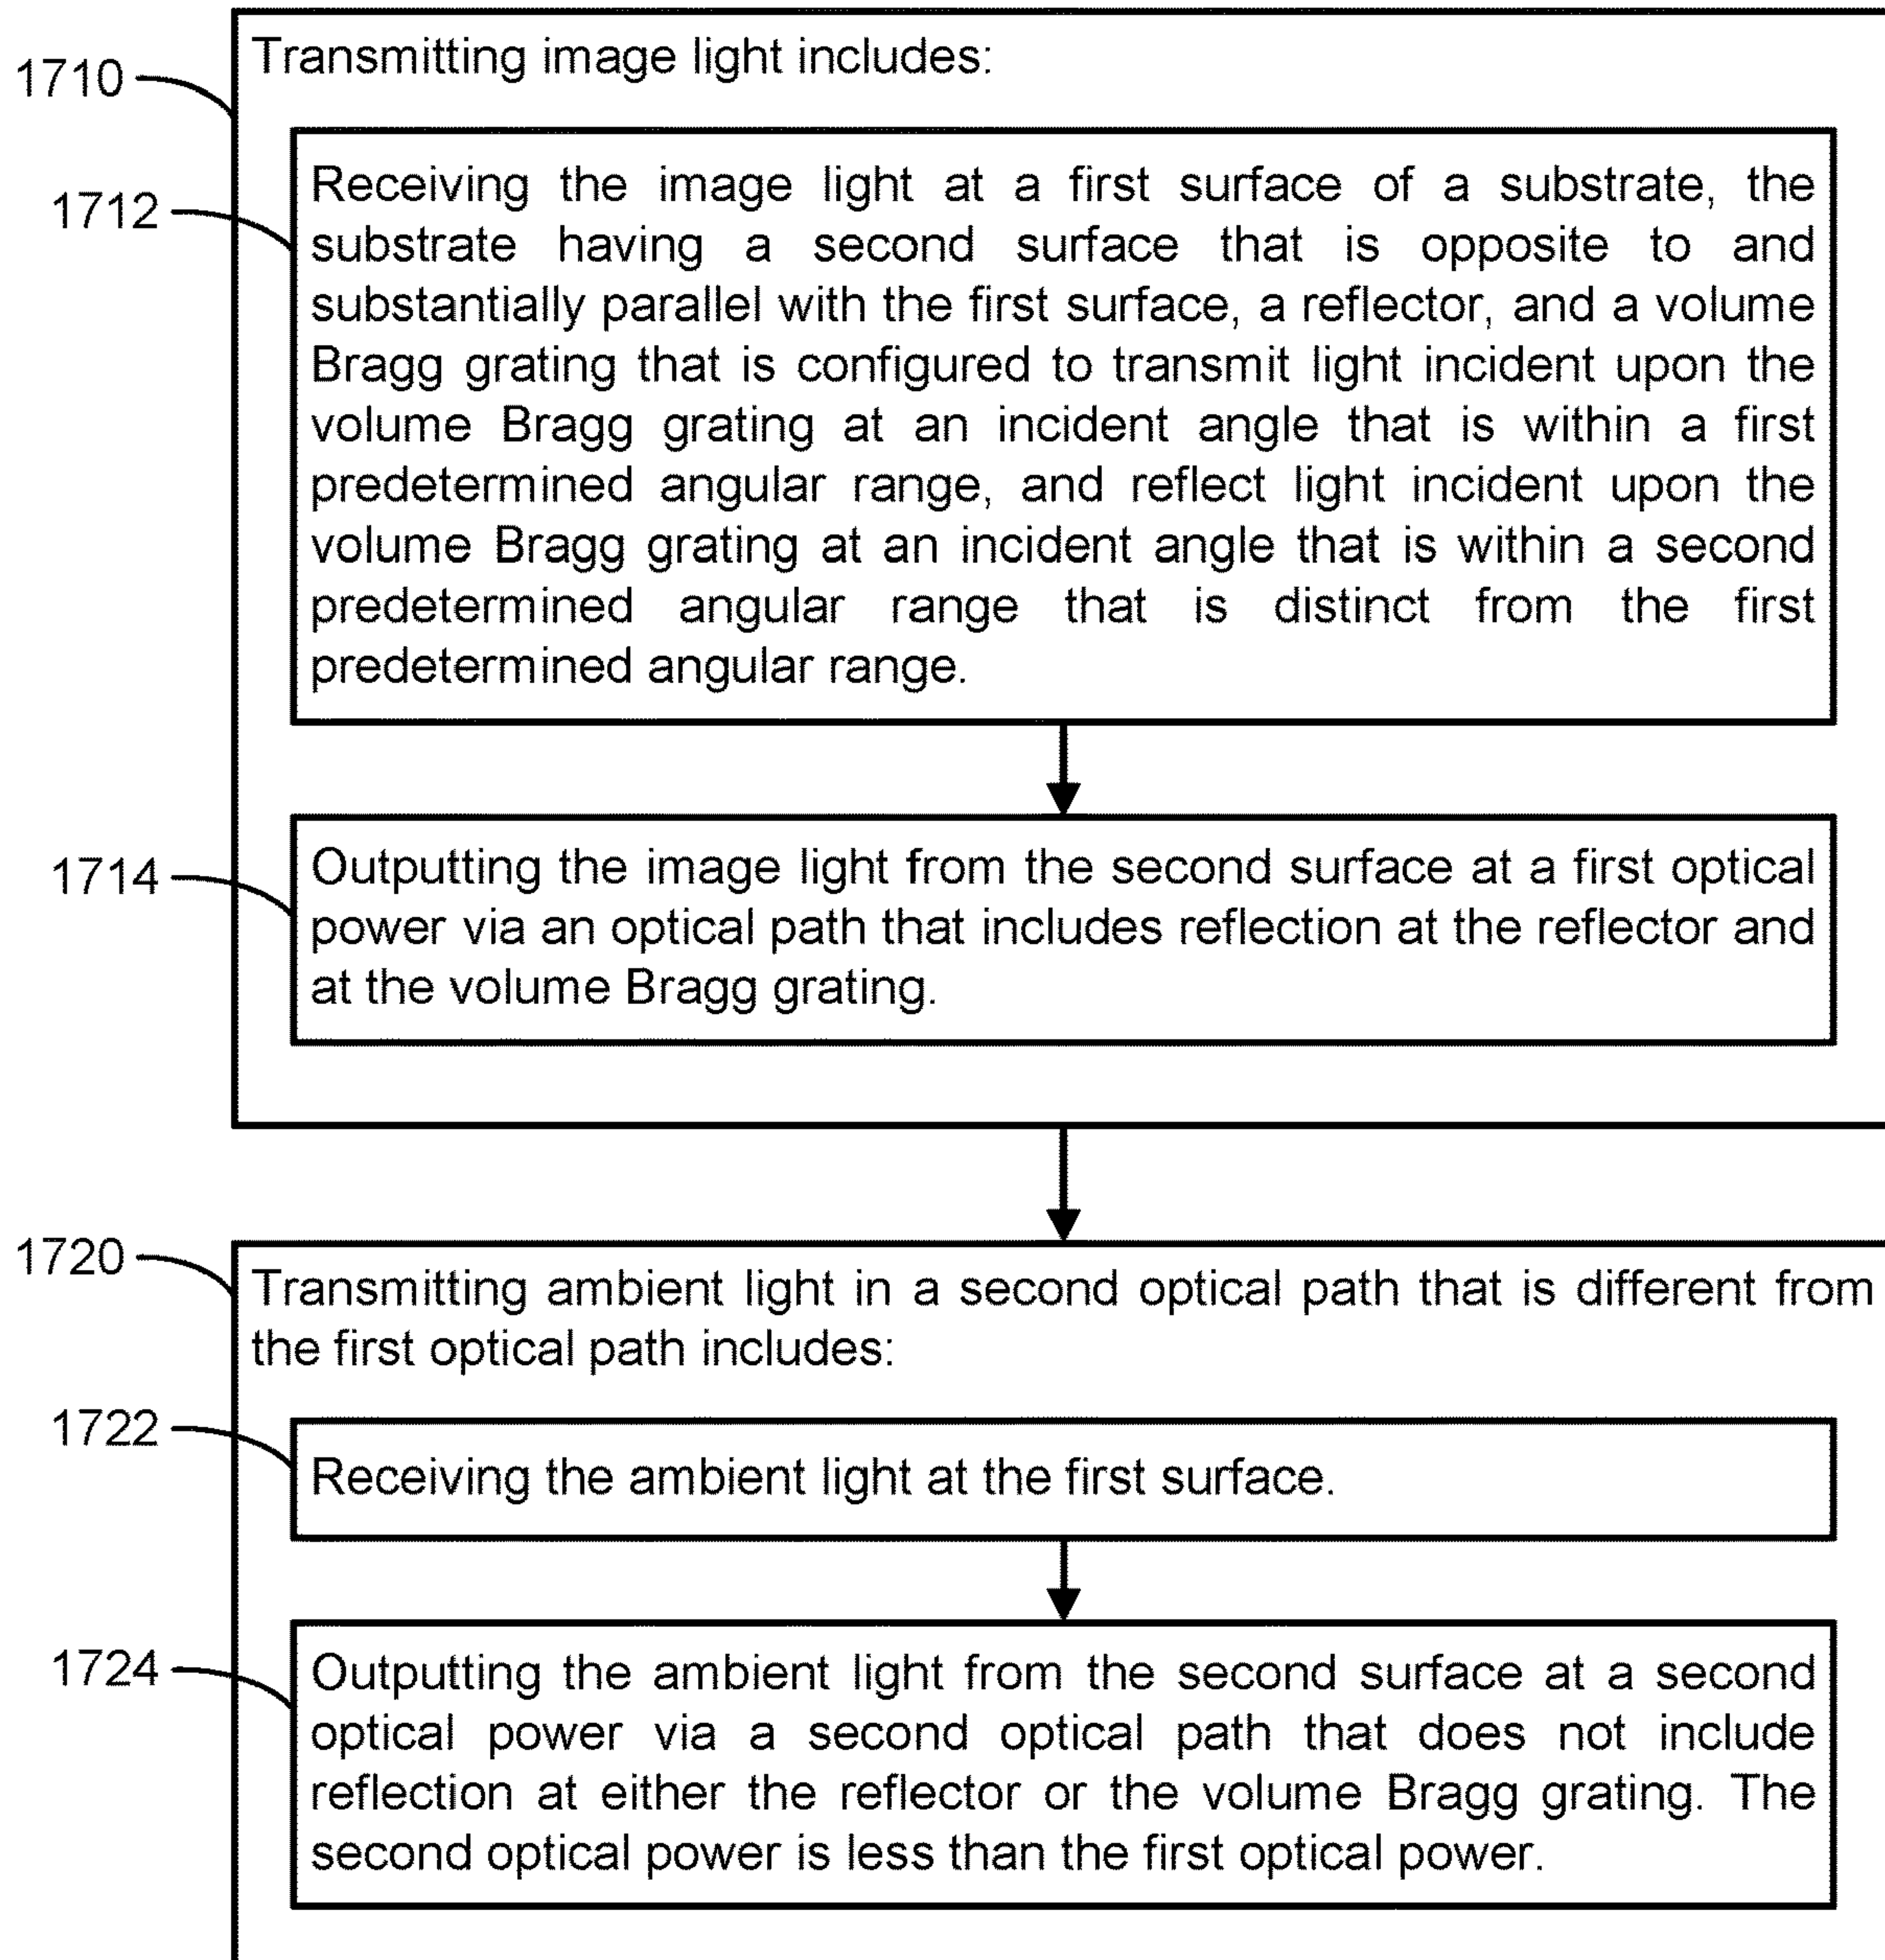 1710
Transmitting image light includes:
1712
Receiving the image light at a first surface of a substrate, the
substrate having a second surface that is opposite to and
substantially parallel with the first surface, a reflector, and a volume
Bragg grating that is configured to transmit light incident upon the
volume Bragg grating at an incident angle that is within a first
predetermined angular range, and reflect light incident upon the
volume Bragg grating at an incident angle that is within a second
predetermined angular range that is distinct from the first
predetermined angular range.
1714
Outputting the image light from the second surface at a first optical
power via an optical path that includes reflection at the reflector and
at the volume Bragg grating.
1720
Transmitting ambient light in a second optical path that is different from
the first optical path includes:
1722
Receiving the ambient light at the first surface.
1724
Outputting the ambient light from the second surface at a second
optical power via a second optical path that does not include
reflection at either the reflector or the volume Bragg grating. The
second optical power is less than the first optical power.